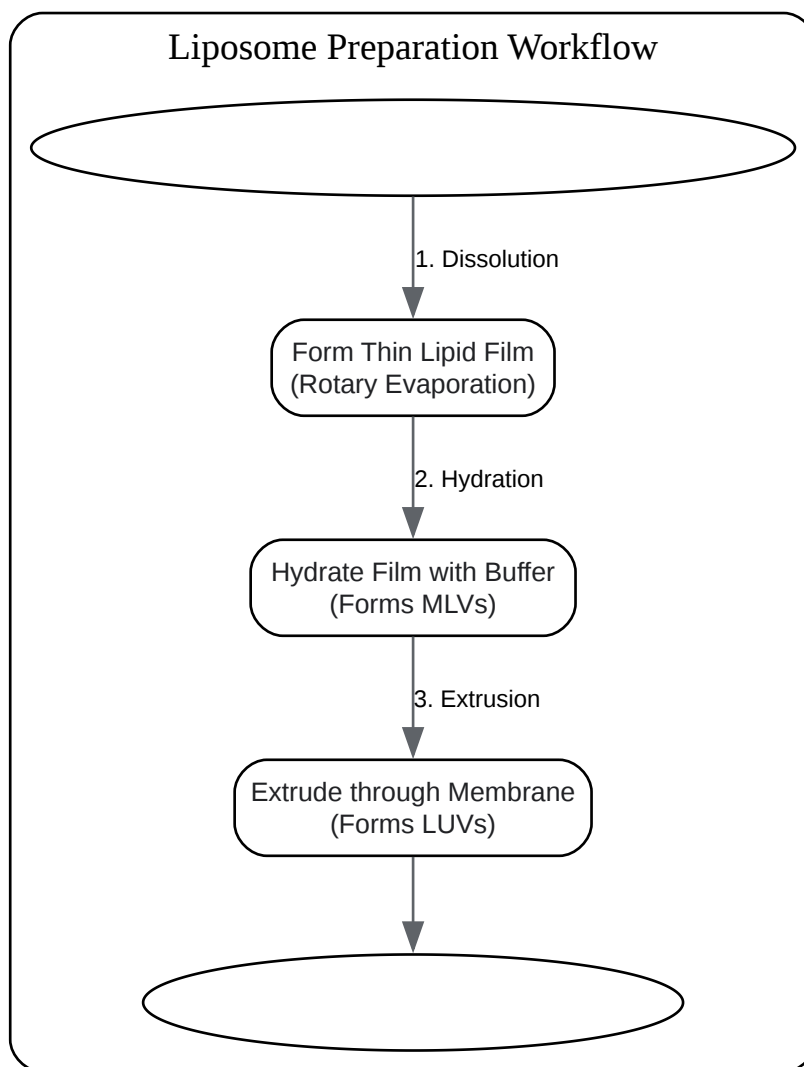 Liposome Preparation Workflow
1. Dissolution
Form Thin Lipid Film
(Rotary Evaporation)
2. Hydration
Hydrate Film with Buffer
(Forms MLVs)
3. Extrusion
Extrude through Membrane
(Forms LUVs)